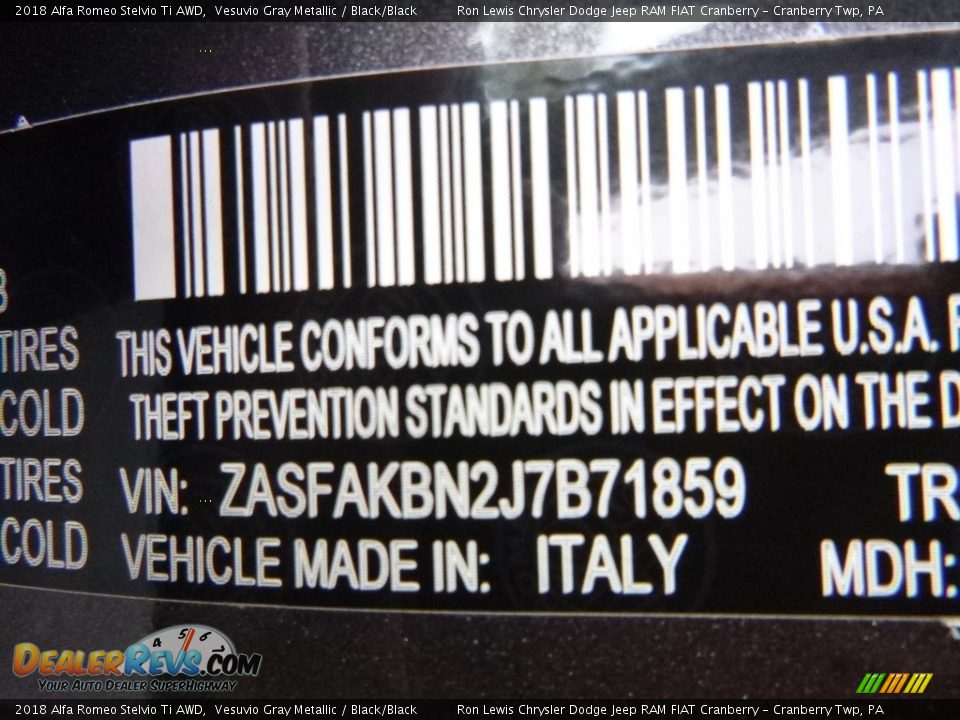 2018 Alfa Romeo Stelvio Ti AWD, Vesuvio Gray Metallic / Black/Black Ron Lewis Chrysler Dodge Jeep RAM FIAT Cranberry - Cranberry Twp, PA
TIRES THIS VEHICLE CONFORMS TO ALL APPLICABLE U.S.A.
COLD THEFT PREVENTION STANDARDS IN EFFECT ON THE D
TIRES VIN: ZASFAKBN2J7B71859 TR
COLD VEHICLE MADE IN: ITALY MDH:
4 5 6
DEALERREVS.COM
YOUR AUTO DEALER SUPERHIGHWAY
2018 Alfa Romeo Stelvio Ti AWD, Vesuvio Gray Metallic / Black/Black Ron Lewis Chrysler Dodge Jeep RAM FIAT Cranberry - Cranberry Twp, PA